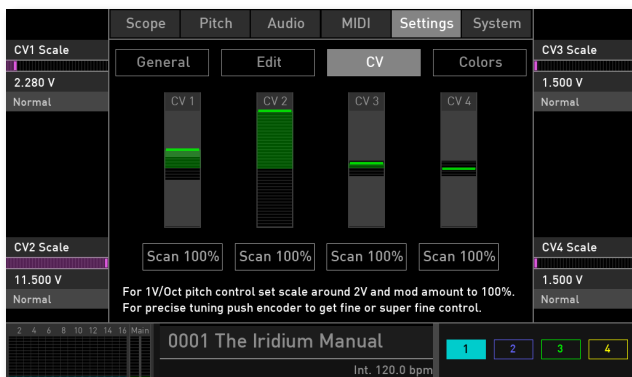 Scope Pitch Audio MIDI Settings System
CV1 Scale
2.280 V
Normal
General Edit CV Colors
CV3 Scale
1.500 V
Normal
CV 1 CV 2 CV 3 CV 4
Scan 100% Scan 100% Scan 100% Scan 100%
CV2 Scale
11.500 V
Normal
For 1V/Oct pitch control set scale around 2V and mod amount to 100%.
For precise tuning push encoder to get fine or super fine control.
CV4 Scale
1.500 V
Normal
2 4 6 8 10 12 14 16 Main
0001 The Iridium Manual
Int. 120.0 bpm
1 2 3 4